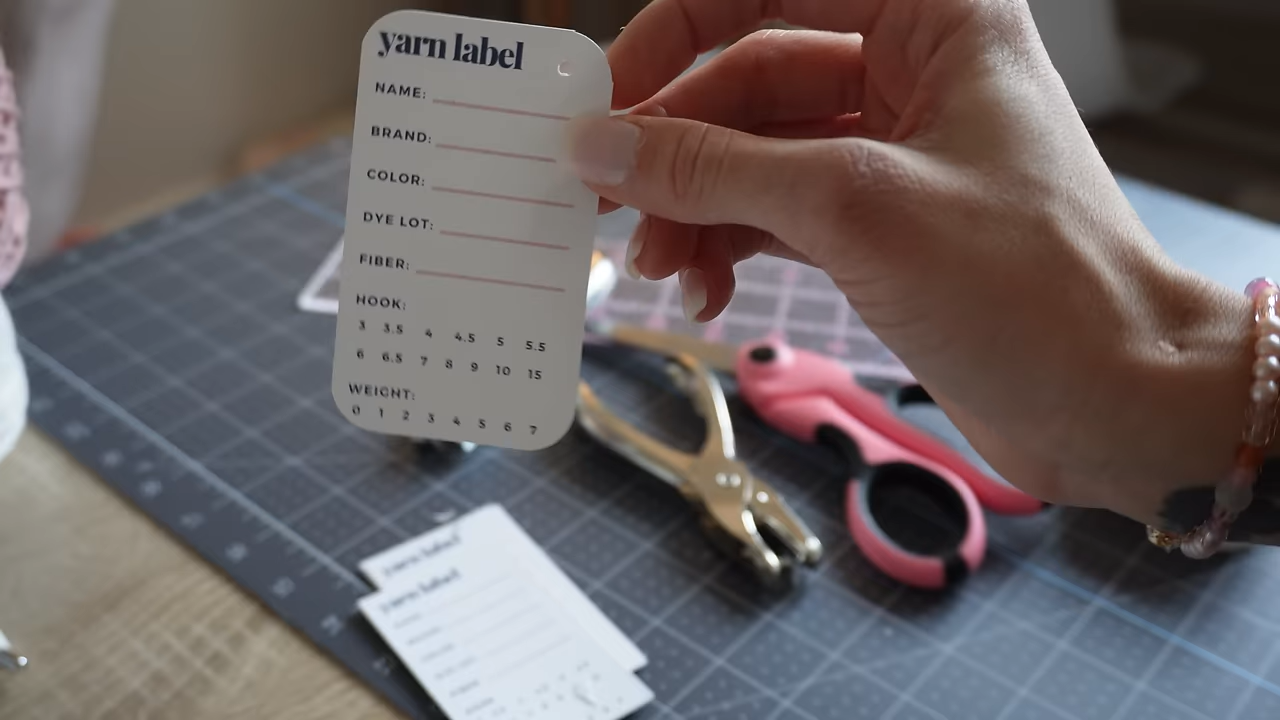 yarn label
NAME:
BRAND:
COLOR:
DYE LOT:
FIBER:
HOOK:
3 3.5 4 4.5 5 5.5
6 6.5 7 8 9 10 15
WEIGHT:
0 1 2 3 4 5 6 7
yarn label
yarn label